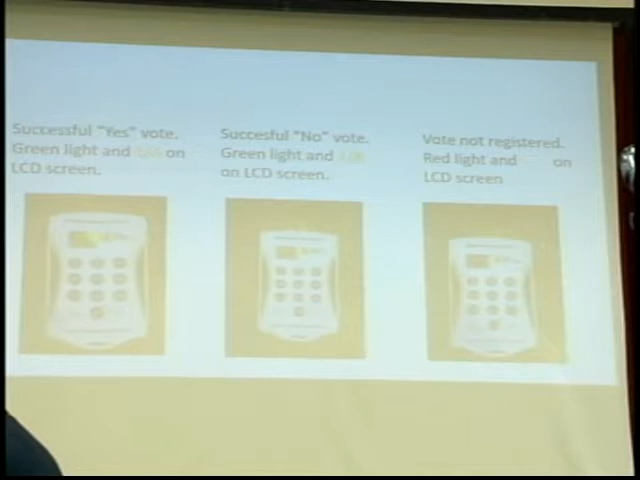 Successful "Yes" vote.
Green light and on
LCD screen.
Succesful "No" vote.
Green light and
on LCD screen.
Vote not registered.
Red light and on
LCD screen